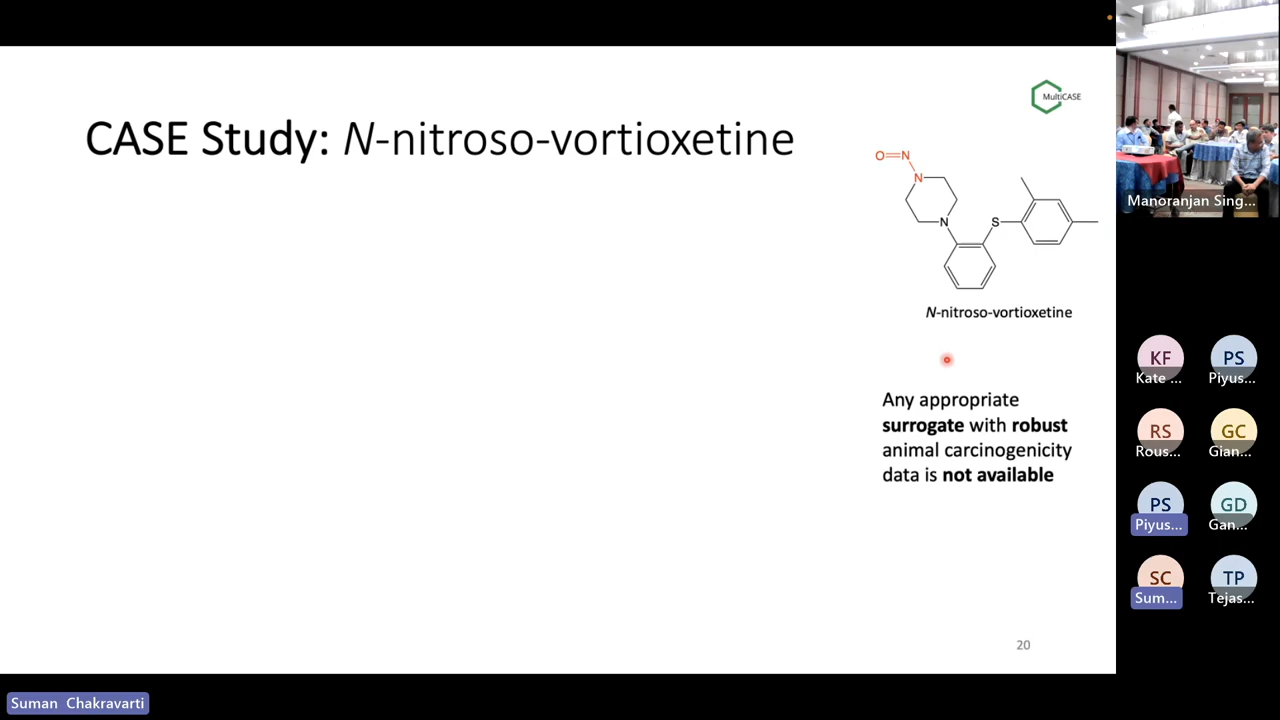 MultiCASE
CASE Study: N-nitroso-vortioxetine
O=N
N
N
S
N-nitroso-vortioxetine
Any appropriate
surrogate with robust
animal carcinogenicity
data is not available
20
Manoranjan Sing...
KF
PS
Kate ...
Piyus...
RS
GC
Rous...
Gian...
PS
GD
Piyus...
Gan...
SC
TP
Sum...
Tejas...
Suman Chakravarti